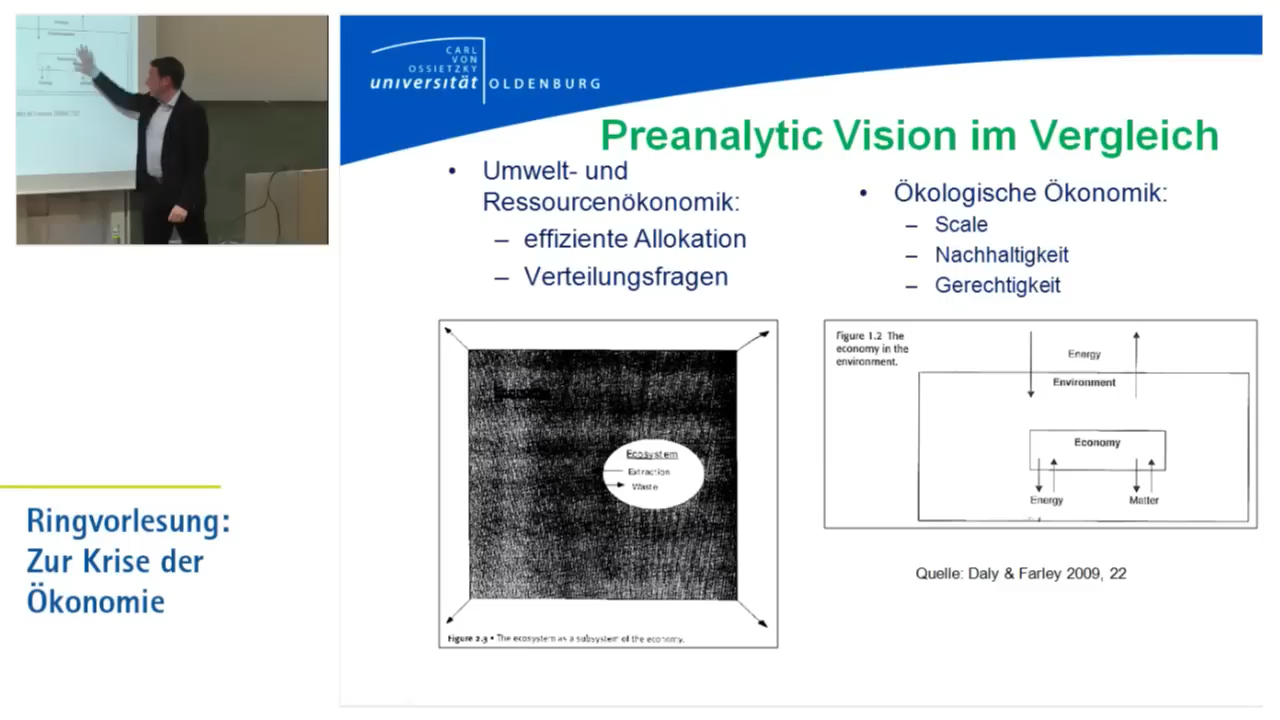 CARL
VON
OSSIETZKY
universität OLDENBURG
Preanalytic Vision im Vergleich
• Umwelt- und
Ressourcenökonomik:
– effiziente Allokation
– Verteilungsfragen
• Ökologische Ökonomik:
– Scale
– Nachhaltigkeit
– Gerechtigkeit
Ecosystem
Extraction
Waste
Figure 2.3 • The ecosystem as a subsystem of the economy.
Figure 1.2 The
economy in the
environment.
Energy
Environment
Economy
Energy Matter
Quelle: Daly & Farley 2009, 22
Ringvorlesung:
Zur Krise der
Ökonomie